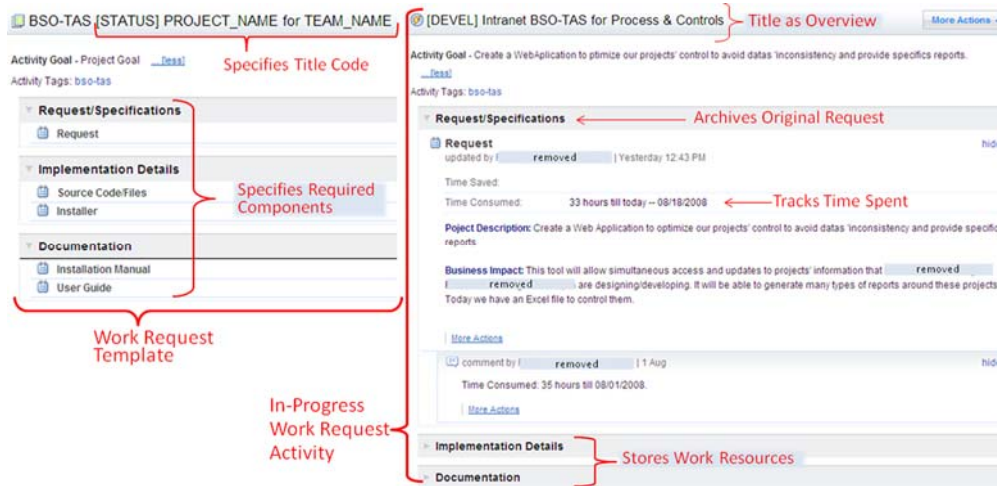 BSO-TAS [STATUS] PROJECT_NAME for TEAM_NAME
Specifies Title Code
Activity Goal - Project Goal ... [less]
Activity Tags: bso-tas
Request/Specifications
Request
Implementation Details
Source Code/Files
Installer
Specifies Required
Components
Documentation
Installation Manual
User Guide
Work Request
Template
[DEVEL] Intranet BSO-TAS for Process & Controls
Title as Overview
More Actions
Activity Goal - Create a WebAplication to ptimize our projects' control to avoid datas 'inconsistency and provide specifics reports.
... [less]
Activity Tags: bso-tas
Request/Specifications
Archives Original Request
Request
hid
updated by removed | Yesterday 12:43 PM
Time Saved:
Time Consumed: 33 hours till today -- 08/18/2008
Tracks Time Spent
Poject Description: Create a Web Application to optimize our projects' control to avoid datas 'inconsistency and provide specific
reports
Business Impact: This tool will allow simultaneous access and updates to projects' information that removed
removed are designing/developing. It will be able to generate many types of reports around these projects
Today we have an Excel file to control them.
More Actions
comment by removed | 1 Aug
hid
Time Consumed: 35 hours till 08/01/2008.
More Actions
In-Progress
Work Request
Activity
Implementation Details
Stores Work Resources
Documentation